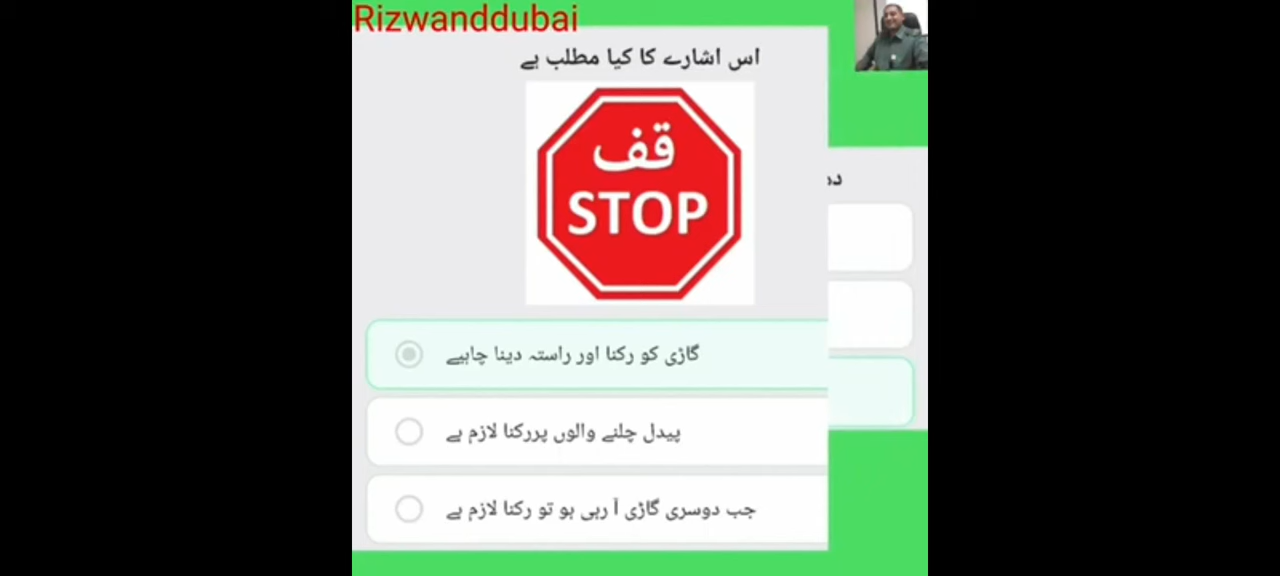 Rizwanddubai
اس اشارے کا کیا مطلب ہے
قف
STOP
گاڑی کو رکنا اور راستہ دینا چاہیے
پیدل چلنے والوں پررکنا لازم ہے
جب دوسری گاڑی آ رہی ہو تو رکنا لازم ہے